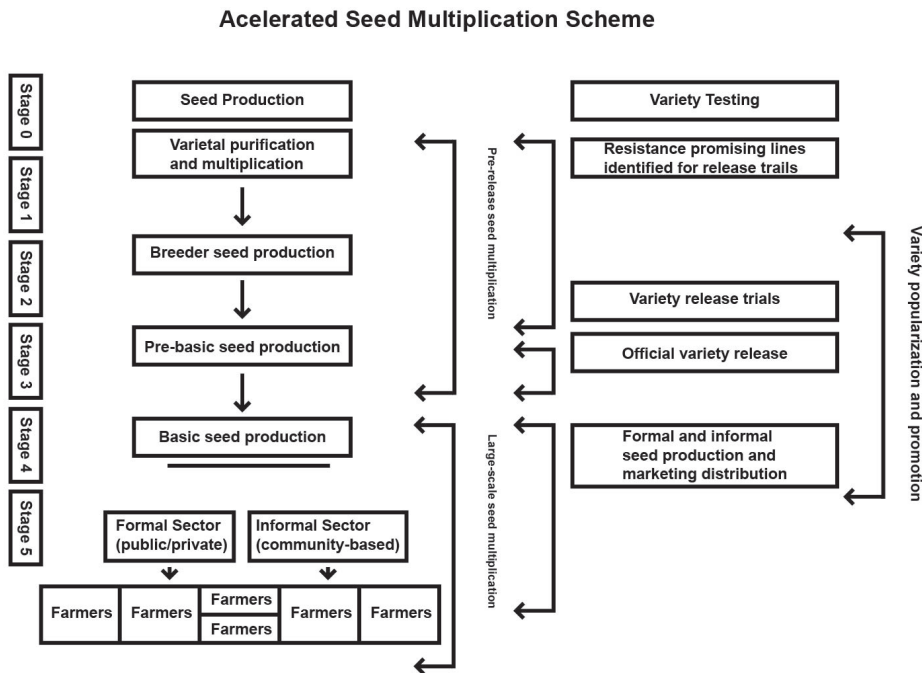 Acelerated Seed Multiplication Scheme
Stage 0
Stage 1
Stage 2
Stage 3
Stage 4
Stage 5
Seed Production
Varietal purification
and multiplication
Breeder seed production
Pre-basic seed production
Basic seed production
Formal Sector
(public/private)
Informal Sector
(community-based)
Farmers
Farmers
Farmers
Farmers
Farmers
Farmers
Pre-release seed multiplication
Large-scale seed multiplication
Variety Testing
Resistance promising lines
identified for release trails
Variety release trials
Official variety release
Formal and informal
seed production and
marketing distribution
Variety popularization and promotion